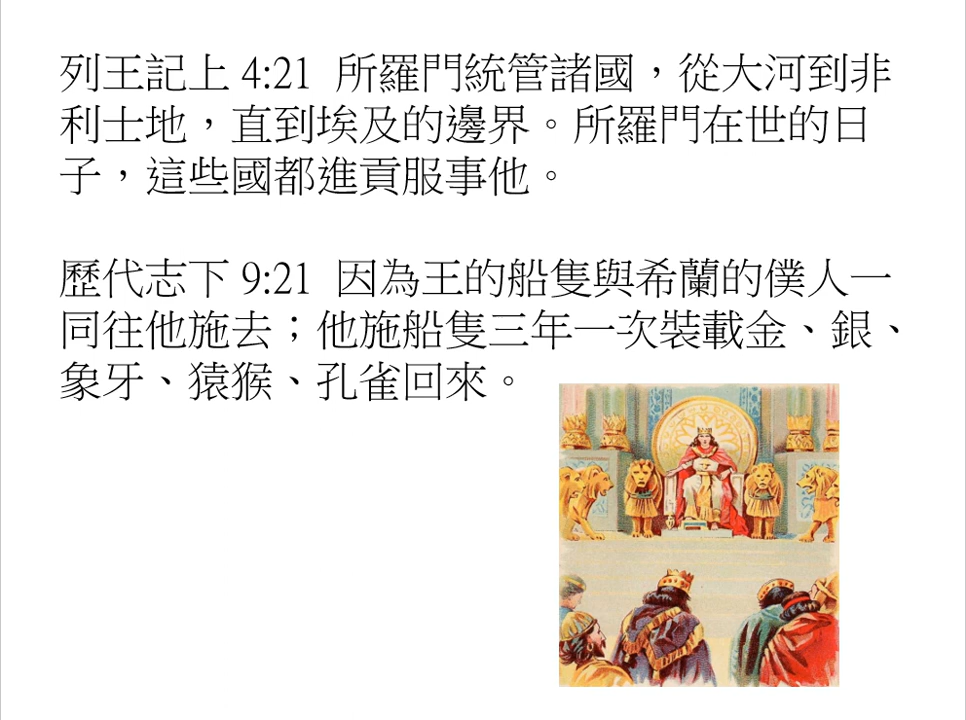 列王記上 4:21  所羅門統管諸國，從大河到非
利士地，直到埃及的邊界。所羅門在世的日
子，這些國都進貢服事他。
歷代志下 9:21  因為王的船隻與希蘭的僕人一
同往他施去；他施船隻三年一次裝載金、銀、
象牙、猿猴、孔雀回來。